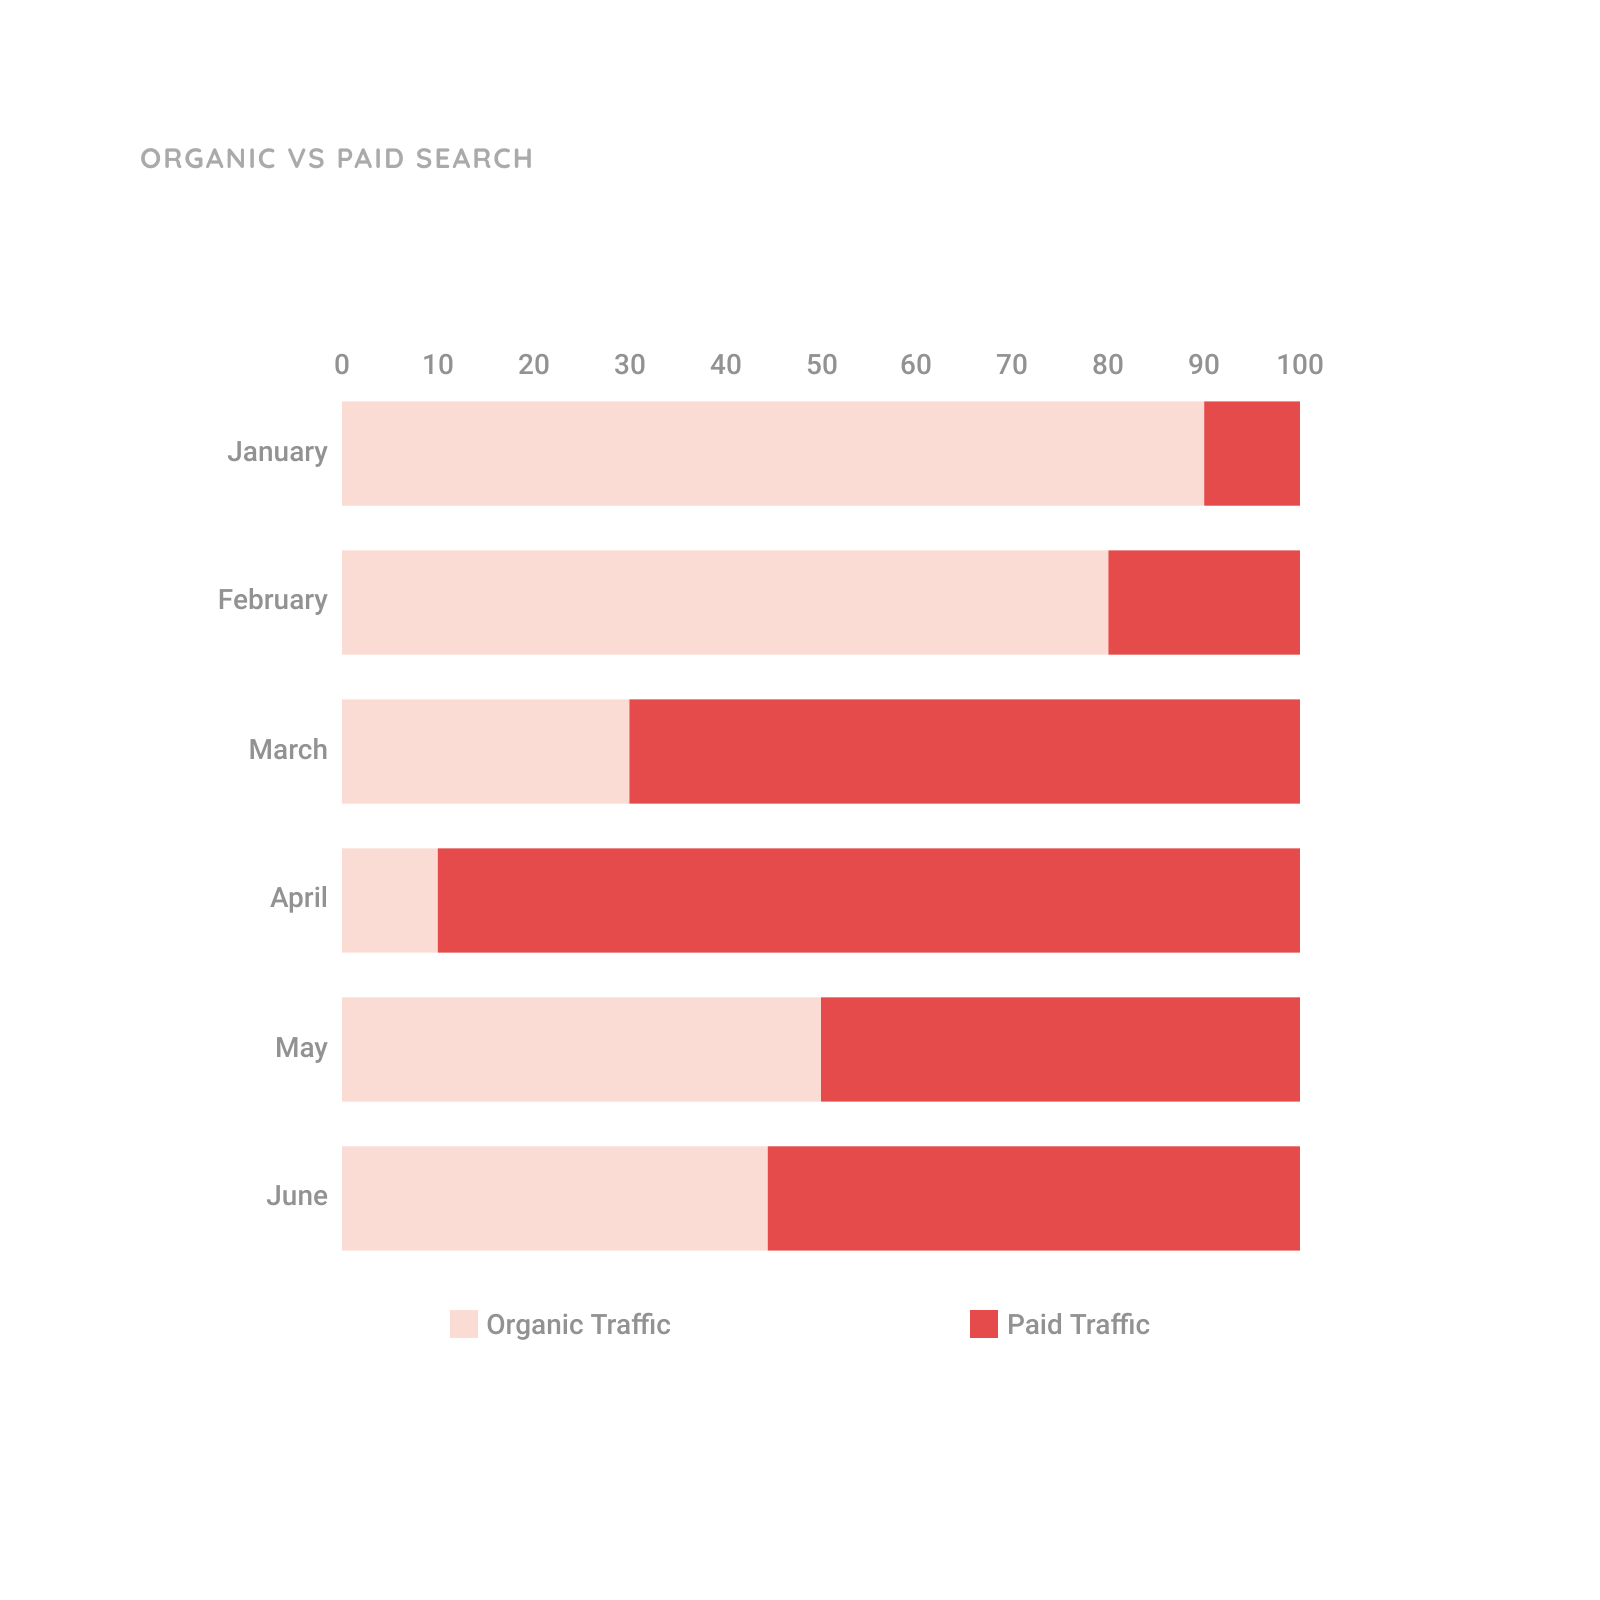 ORGANIC VS PAID SEARCH
0 10 20 30 40 50 60 70 80 90 100
January
February
March
April
May
June
Organic Traffic Paid Traffic